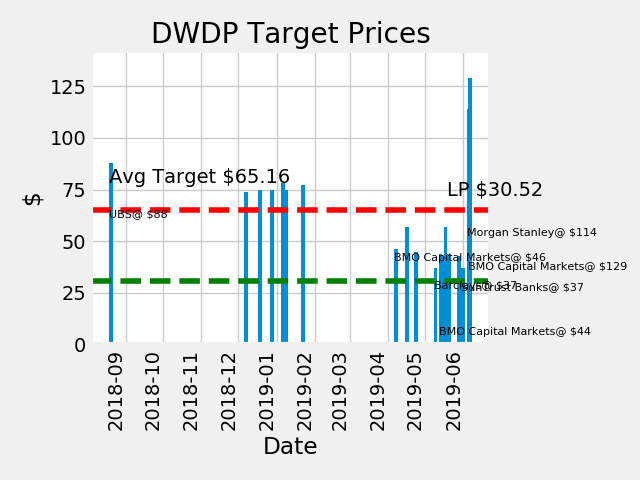 DWDP Target Prices
125
100
75
50
25
0
$
Avg Target $65.16
LP $30.52
UBS@ $88
Morgan Stanley@ $114
BMO Capital Markets@ $46
BMO Capital Markets@ $129
Barclays@ $37
SunTrust Banks@ $37
BMO Capital Markets@ $44
2018-09
2018-10
2018-11
2018-12
2019-01
2019-02
2019-03
2019-04
2019-05
2019-06
Date